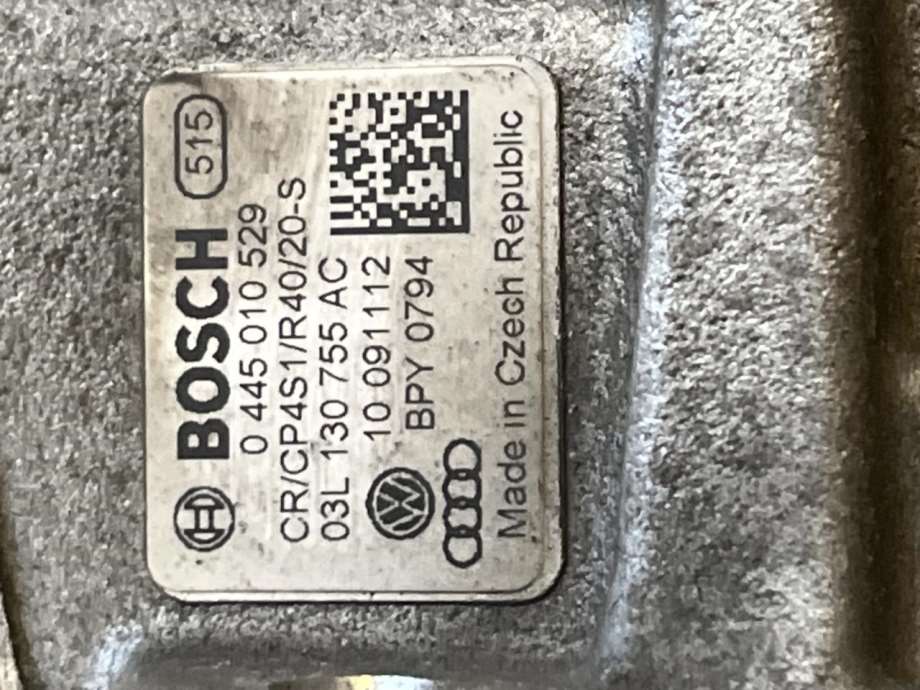 BOSCH 515
0 445 010 529
CR/CP4S1/R40/20-S
03L 130 755 AC
10 091112
BPY 0794
Made in Czech Republic